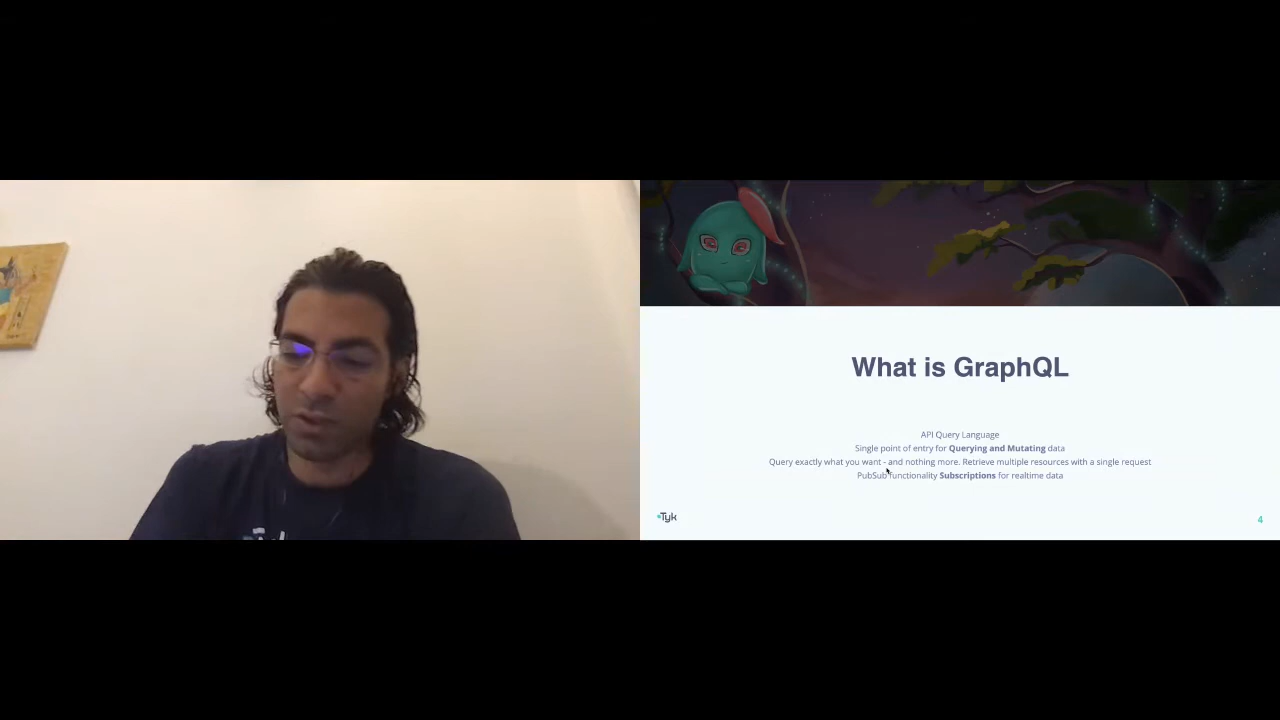 What is GraphQL
API Query Language
Single point of entry for Querying and Mutating data
Query exactly what you want - and nothing more. Retrieve multiple resources with a single request
PubSub functionality Subscriptions for realtime data
Tyk
4